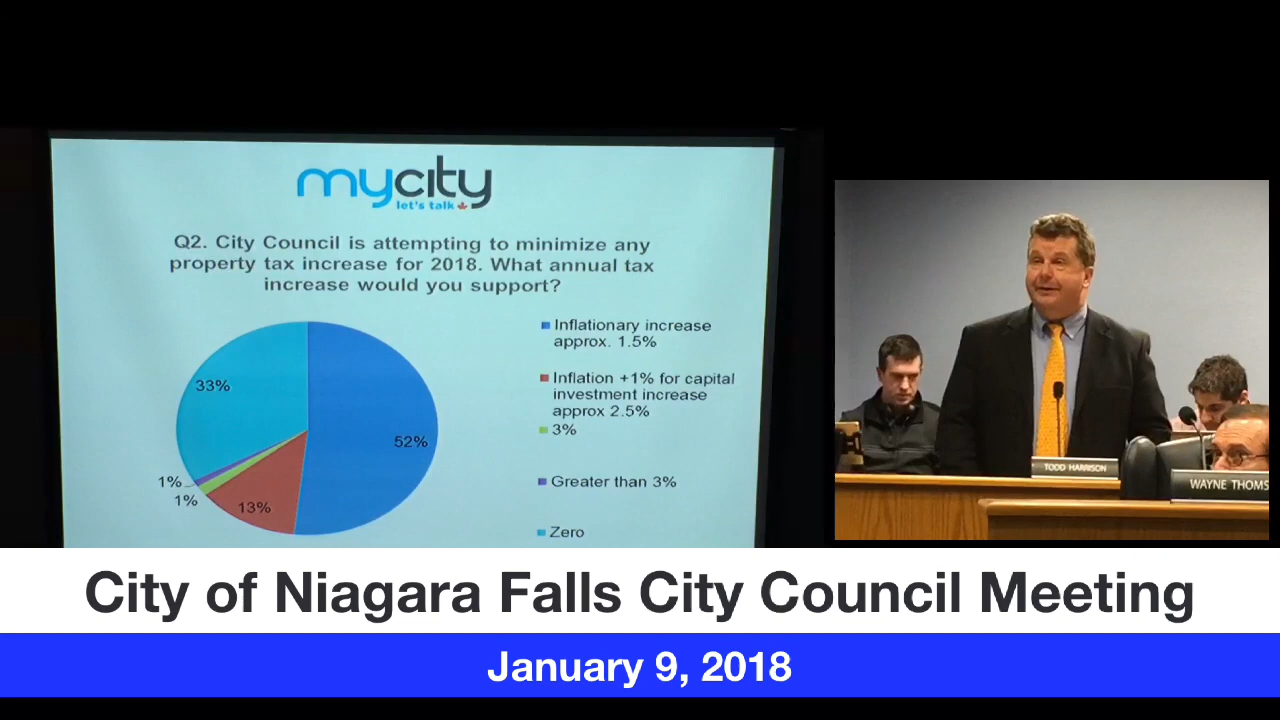 mycity
let's talk
Q2. City Council is attempting to minimize any
property tax increase for 2018. What annual tax
increase would you support?
Inflationary increase
approx. 1.5%
Inflation +1% for capital
investment increase
approx 2.5%
3%
Greater than 3%
Zero
33%
52%
1%
1%
13%
TODD HARRISON
WAYNE THOMS
City of Niagara Falls City Council Meeting
January 9, 2018